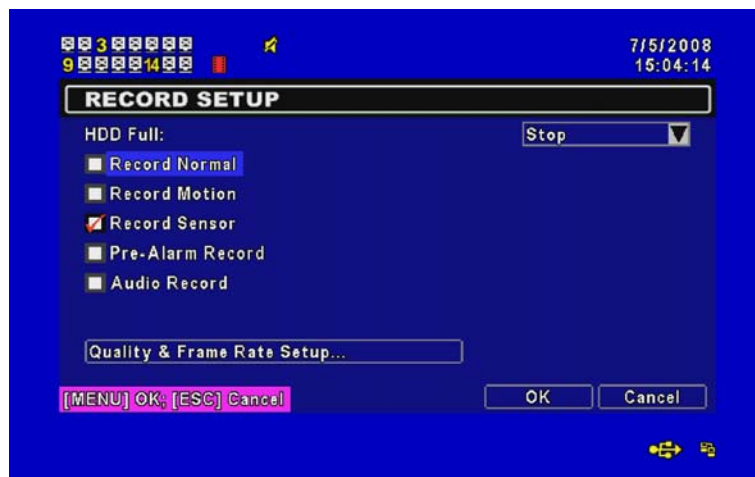 3
7/5/2008
9 14
15:04:14
RECORD SETUP
HDD Full: Stop
Record Normal
Record Motion
Record Sensor
Pre-Alarm Record
Audio Record
Quality & Frame Rate Setup...
[MENU] OK; [ESC] Cancel OK Cancel